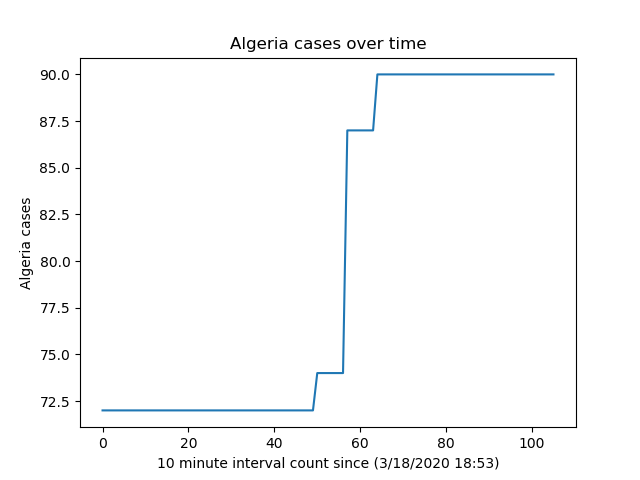 Algeria cases over time
90.0
87.5
85.0
82.5
80.0
77.5
75.0
72.5
Algeria cases
0 20 40 60 80 100
10 minute interval count since (3/18/2020 18:53)